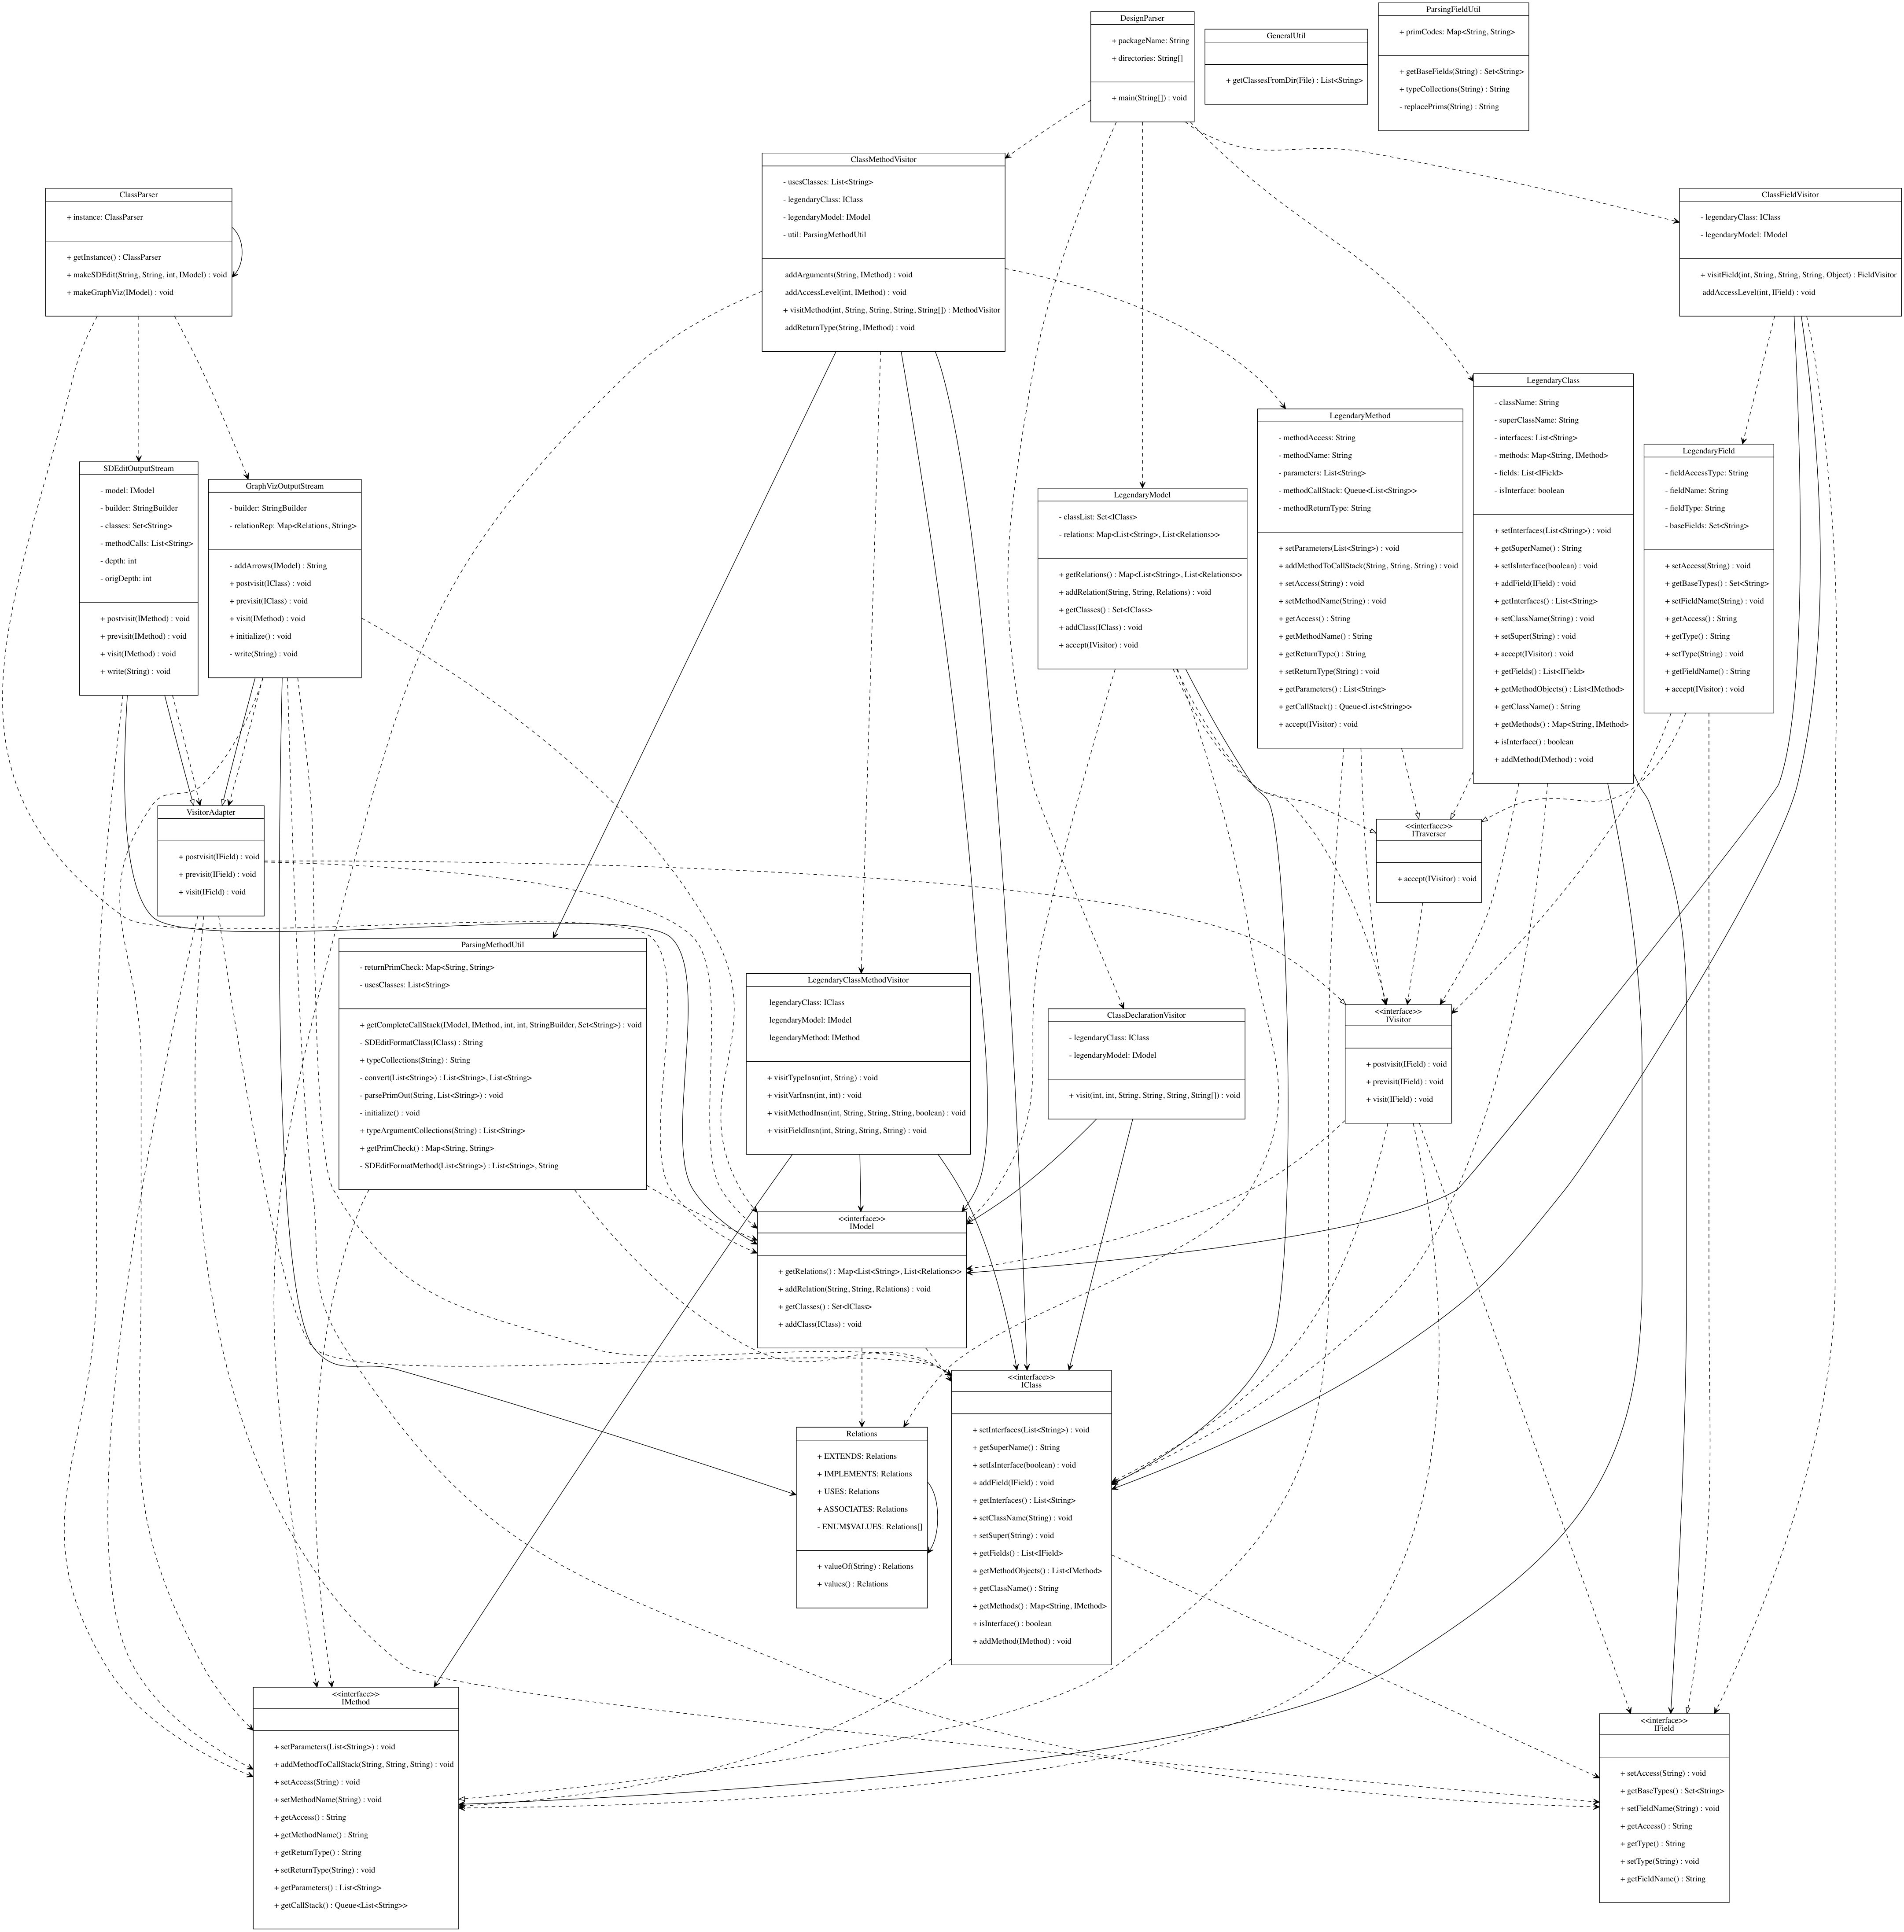 DesignParser
+ packageName: String
+ directories: String[]
+ main(String[]) : void
GeneralUtil
+ getClassesFromDir(File) : List<String>
ParsingFieldUtil
+ primCodes: Map<String, String>
+ getBaseFields(String) : Set<String>
+ typeCollections(String) : String
- replacePrims(String) : String
ClassParser
+ instance: ClassParser
+ getInstance() : ClassParser
+ makeSDEdit(String, String, int, IModel) : void
+ makeGraphViz(IModel) : void
ClassMethodVisitor
- usesClasses: List<String>
- legendaryClass: IClass
- legendaryModel: IModel
- util: ParsingMethodUtil
addArguments(String, IMethod) : void
addAccessLevel(int, IMethod) : void
+ visitMethod(int, String, String, String, String[]) : MethodVisitor
addReturnType(String, IMethod) : void
ClassFieldVisitor
- legendaryClass: IClass
- legendaryModel: IModel
+ visitField(int, String, String, String, Object) : FieldVisitor
addAccessLevel(int, IField) : void
SDEditOutputStream
- model: IModel
- builder: StringBuilder
- classes: Set<String>
- methodCalls: List<String>
- depth: int
- origDepth: int
+ postvisit(IMethod) : void
+ previsit(IMethod) : void
+ visit(IMethod) : void
+ write(String) : void
GraphVizOutputStream
- builder: StringBuilder
- relationRep: Map<Relations, String>
- addArrows(IModel) : String
+ postvisit(IClass) : void
+ previsit(IClass) : void
+ visit(IMethod) : void
+ initialize() : void
- write(String) : void
LegendaryModel
- classList: Set<IClass>
- relations: Map<List<String>, List<Relations>>
+ getRelations() : Map<List<String>, List<Relations>>
+ addRelation(String, String, Relations) : void
+ getClasses() : Set<IClass>
+ addClass(IClass) : void
+ accept(IVisitor) : void
LegendaryMethod
- methodAccess: String
- methodName: String
- parameters: List<String>
- methodCallStack: Queue<List<String>>
- methodReturnType: String
+ setParameters(List<String>) : void
+ addMethodToCallStack(String, String, String) : void
+ setAccess(String) : void
+ setMethodName(String) : void
+ getAccess() : String
+ getMethodName() : String
+ getReturnType() : String
+ setReturnType(String) : void
+ getParameters() : List<String>
+ getCallStack() : Queue<List<String>>
+ accept(IVisitor) : void
LegendaryClass
- className: String
- superClassName: String
- interfaces: List<String>
- methods: Map<String, IMethod>
- fields: List<IField>
- isInterface: boolean
+ setInterfaces(List<String>) : void
+ getSuperName() : String
+ setIsInterface(boolean) : void
+ addField(IField) : void
+ getInterfaces() : List<String>
+ setClassName(String) : void
+ setSuper(String) : void
+ accept(IVisitor) : void
+ getFields() : List<IField>
+ getMethodObjects() : List<IMethod>
+ getClassName() : String
+ getMethods() : Map<String, IMethod>
+ isInterface() : boolean
+ addMethod(IMethod) : void
LegendaryField
- fieldAccessType: String
- fieldName: String
- fieldType: String
- baseFields: Set<String>
+ setAccess(String) : void
+ getBaseTypes() : Set<String>
+ setFieldName(String) : void
+ getAccess() : String
+ getType() : String
+ setType(String) : void
+ getFieldName() : String
+ accept(IVisitor) : void
VisitorAdapter
+ postvisit(IField) : void
+ previsit(IField) : void
+ visit(IField) : void
<<interface>>
ITraverser
+ accept(IVisitor) : void
ParsingMethodUtil
- returnPrimCheck: Map<String, String>
- usesClasses: List<String>
+ getCompleteCallStack(IModel, IMethod, int, int, StringBuilder, Set<String>) : void
- SDEditFormatClass(IClass) : String
+ typeCollections(String) : String
- convert(List<String>) : List<String>, List<String>
- parsePrimOut(String, List<String>) : void
- initialize() : void
+ typeArgumentCollections(String) : List<String>
+ getPrimCheck() : Map<String, String>
- SDEditFormatMethod(List<String>) : List<String>, String
LegendaryClassMethodVisitor
legendaryClass: IClass
legendaryModel: IModel
legendaryMethod: IMethod
+ visitTypeInsn(int, String) : void
+ visitVarInsn(int, int) : void
+ visitMethodInsn(int, String, String, String, boolean) : void
+ visitFieldInsn(int, String, String, String) : void
ClassDeclarationVisitor
- legendaryClass: IClass
- legendaryModel: IModel
+ visit(int, int, String, String, String, String[]) : void
<<interface>>
IVisitor
+ postvisit(IField) : void
+ previsit(IField) : void
+ visit(IField) : void
<<interface>>
IModel
+ getRelations() : Map<List<String>, List<Relations>>
+ addRelation(String, String, Relations) : void
+ getClasses() : Set<IClass>
+ addClass(IClass) : void
Relations
+ EXTENDS: Relations
+ IMPLEMENTS: Relations
+ USES: Relations
+ ASSOCIATES: Relations
- ENUM$VALUES: Relations[]
+ valueOf(String) : Relations
+ values() : Relations
<<interface>>
IClass
+ setInterfaces(List<String>) : void
+ getSuperName() : String
+ setIsInterface(boolean) : void
+ addField(IField) : void
+ getInterfaces() : List<String>
+ setClassName(String) : void
+ setSuper(String) : void
+ getFields() : List<IField>
+ getMethodObjects() : List<IMethod>
+ getClassName() : String
+ getMethods() : Map<String, IMethod>
+ isInterface() : boolean
+ addMethod(IMethod) : void
<<interface>>
IMethod
+ setParameters(List<String>) : void
+ addMethodToCallStack(String, String, String) : void
+ setAccess(String) : void
+ setMethodName(String) : void
+ getAccess() : String
+ getMethodName() : String
+ getReturnType() : String
+ setReturnType(String) : void
+ getParameters() : List<String>
+ getCallStack() : Queue<List<String>>
<<interface>>
IField
+ setAccess(String) : void
+ getBaseTypes() : Set<String>
+ setFieldName(String) : void
+ getAccess() : String
+ getType() : String
+ setType(String) : void
+ getFieldName() : String